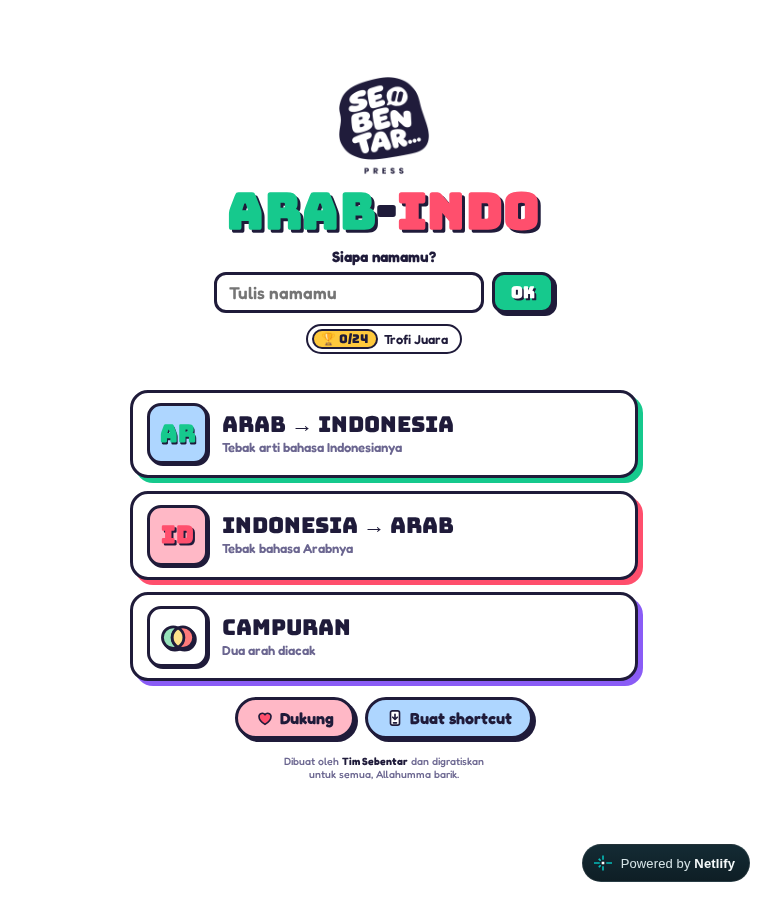 SE
BEN
TAR...
PRESS
ARAB-INDO
Siapa namamu?
Tulis namamu
OK
🏆 0/24 Trofi Juara
AR
ARAB → INDONESIA
Tebak arti bahasa Indonesianya
ID
INDONESIA → ARAB
Tebak bahasa Arabnya
CAMPURAN
Dua arah diacak
Dukung
Buat shortcut
Dibuat oleh Tim Sebentar dan digratiskan
untuk semua, Allahumma barik.
Powered by Netlify